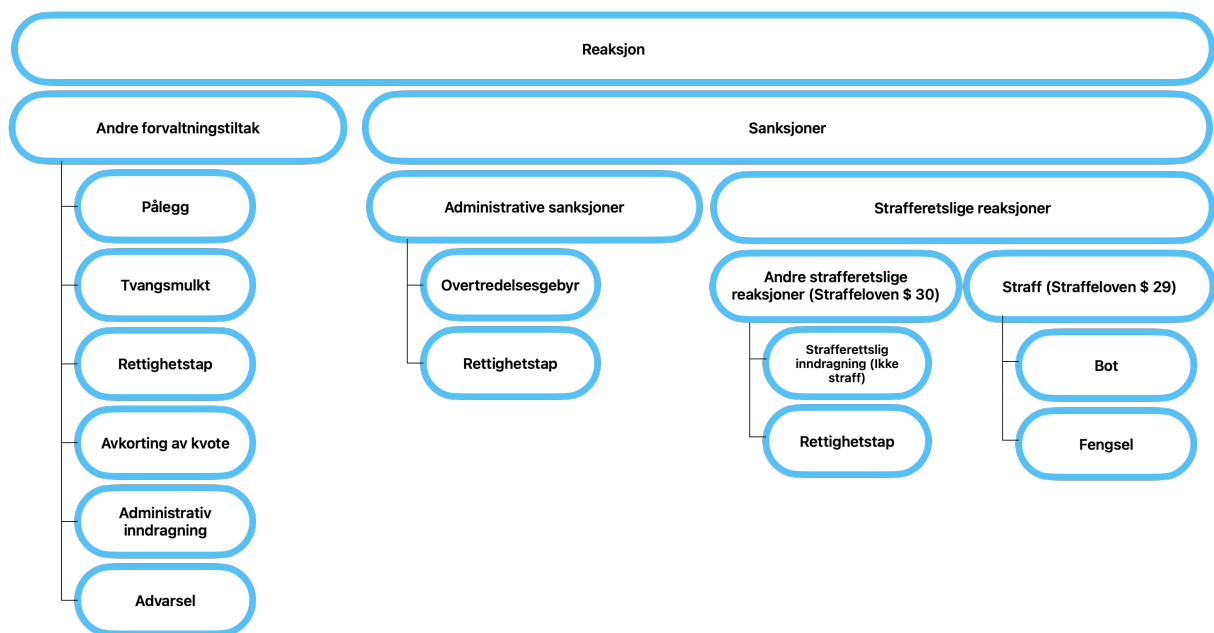 Reaksjon
Andre forvaltningstiltak
Sanksjoner
Pålegg
Tvangsmulkt
Rettighetstap
Avkorting av kvote
Administrativ
inndragning
Advarsel
Administrative sanksjoner
Overtredelsesgebyr
Rettighetstap
Strafferetslige reaksjoner
Andre strafferetslige
reaksjoner (Straffeloven $ 30)
Strafferettslig
inndragning (Ikke
straff)
Rettighetstap
Straff (Straffeloven $ 29)
Bot
Fengsel